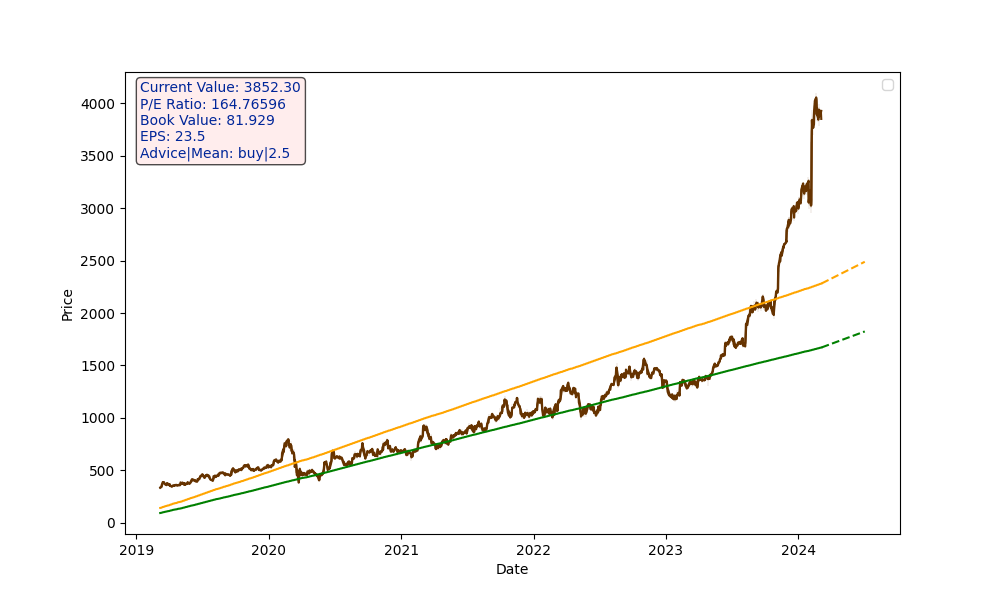 Current Value: 3852.30
P/E Ratio: 164.76596
Book Value: 81.929
EPS: 23.5
Advice|Mean: buy|2.5
4000
3500
3000
2500
2000
1500
1000
500
0
Price
2019 2020 2021 2022 2023 2024
Date